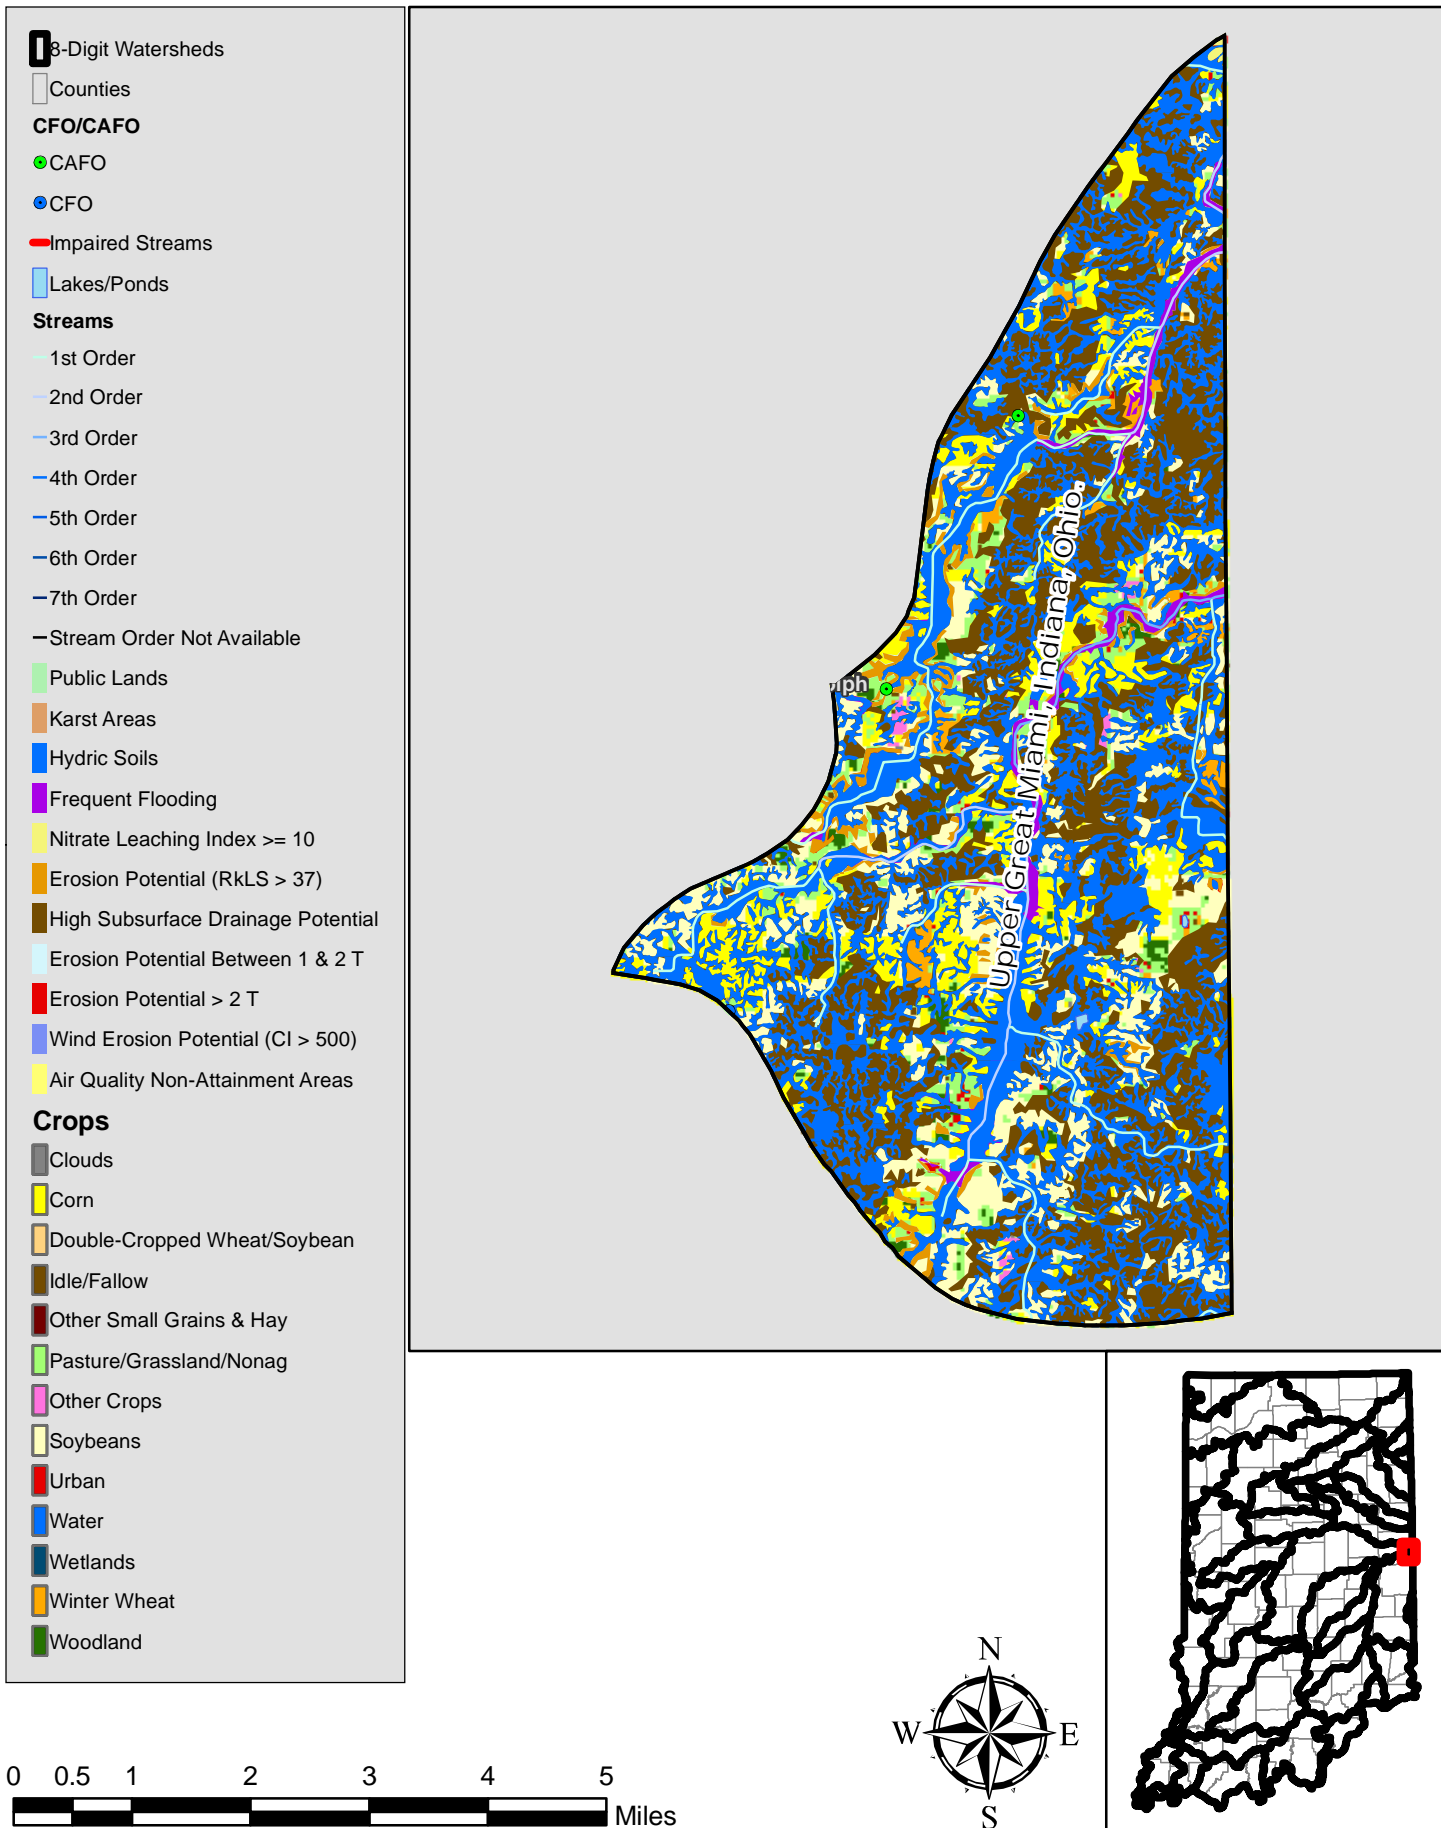 8-Digit Watersheds
Counties
CFO/CAFO
CAFO
CFO
Impaired Streams
Lakes/Ponds
Streams
1st Order
2nd Order
3rd Order
4th Order
5th Order
6th Order
7th Order
Stream Order Not Available
Public Lands
Karst Areas
Hydric Soils
Frequent Flooding
Nitrate Leaching Index >= 10
Erosion Potential (RkLS > 37)
High Subsurface Drainage Potential
Erosion Potential Between 1 & 2 T
Erosion Potential > 2 T
Wind Erosion Potential (CI > 500)
Air Quality Non-Attainment Areas
Crops
Clouds
Corn
Double-Cropped Wheat/Soybean
Idle/Fallow
Other Small Grains & Hay
Pasture/Grassland/Nonag
Other Crops
Soybeans
Urban
Water
Wetlands
Winter Wheat
Woodland
Upper Great Miami, Indiana, Ohio.
N
W E
S
0 0.5 1 2 3 4 5
Miles